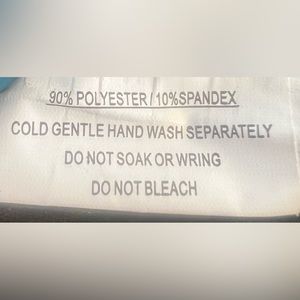 90% POLYESTER / 10%SPANDEX
COLD GENTLE HAND WASH SEPARATELY
DO NOT SOAK OR WRING
DO NOT BLEACH